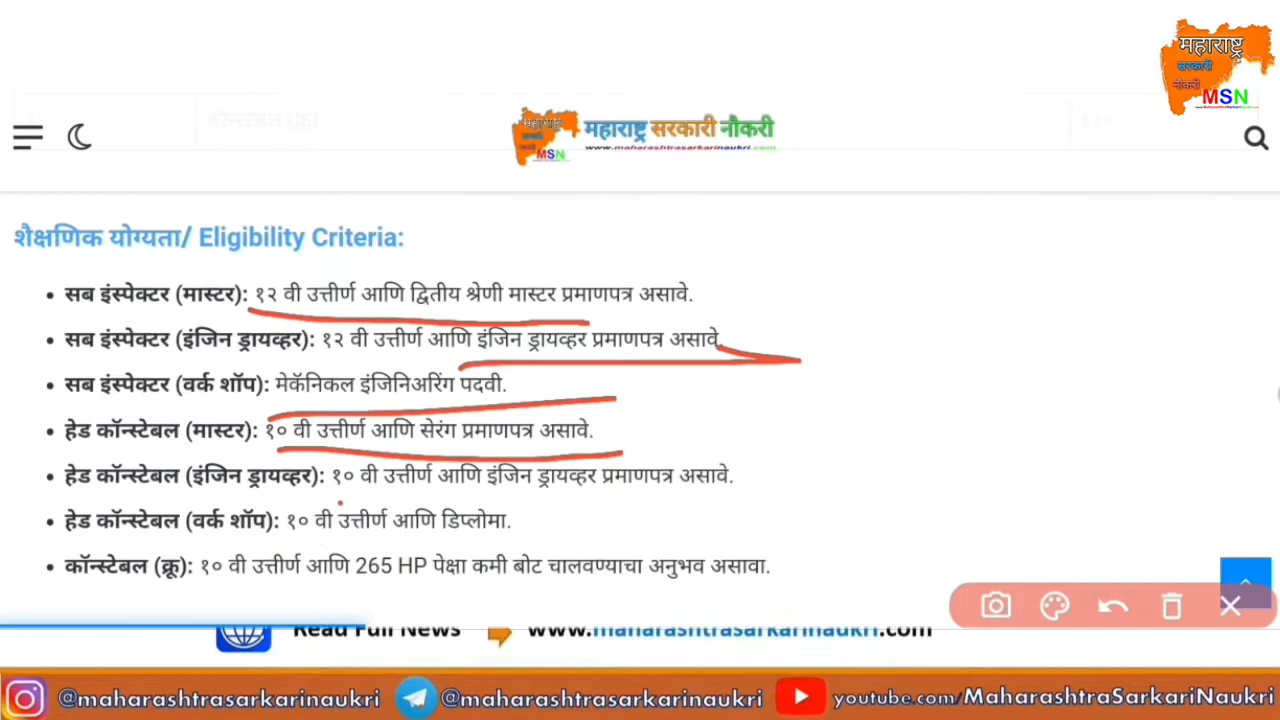 महाराष्ट्र
सरकारी
नोकरी
MSN
कॉन्स्टेबल
महाराष्ट्र
MSN
महाराष्ट्र सरकारी नौकरी
www.maharashtrasarkarinaukri.com
शैक्षणिक योग्यता/ Eligibility Criteria:
• सब इंस्पेक्टर (मास्टर): १२ वी उत्तीर्ण आणि द्वितीय श्रेणी मास्टर प्रमाणपत्र असावे.
• सब इंस्पेक्टर (इंजिन ड्रायव्हर): १२ वी उत्तीर्ण आणि इंजिन ड्रायव्हर प्रमाणपत्र असावे.
• सब इंस्पेक्टर (वर्क शॉप): मेकॅनिकल इंजिनिअरिंग पदवी.
• हेड कॉन्स्टेबल (मास्टर): १० वी उत्तीर्ण आणि सेरंग प्रमाणपत्र असावे.
• हेड कॉन्स्टेबल (इंजिन ड्रायव्हर): १० वी उत्तीर्ण आणि इंजिन ड्रायव्हर प्रमाणपत्र असावे.
• हेड कॉन्स्टेबल (वर्क शॉप): १० वी उत्तीर्ण आणि डिप्लोमा.
• कॉन्स्टेबल (क्रू): १० वी उत्तीर्ण आणि 265 HP पेक्षा कमी बोट चालवण्याचा अनुभव असावा.
Read Full News www.maharashtrasarkarinaukri.com
@maharashtrasarkarinaukri @maharashtrasarkarinaukri youtube.com/MaharashtraSarkariNaukri